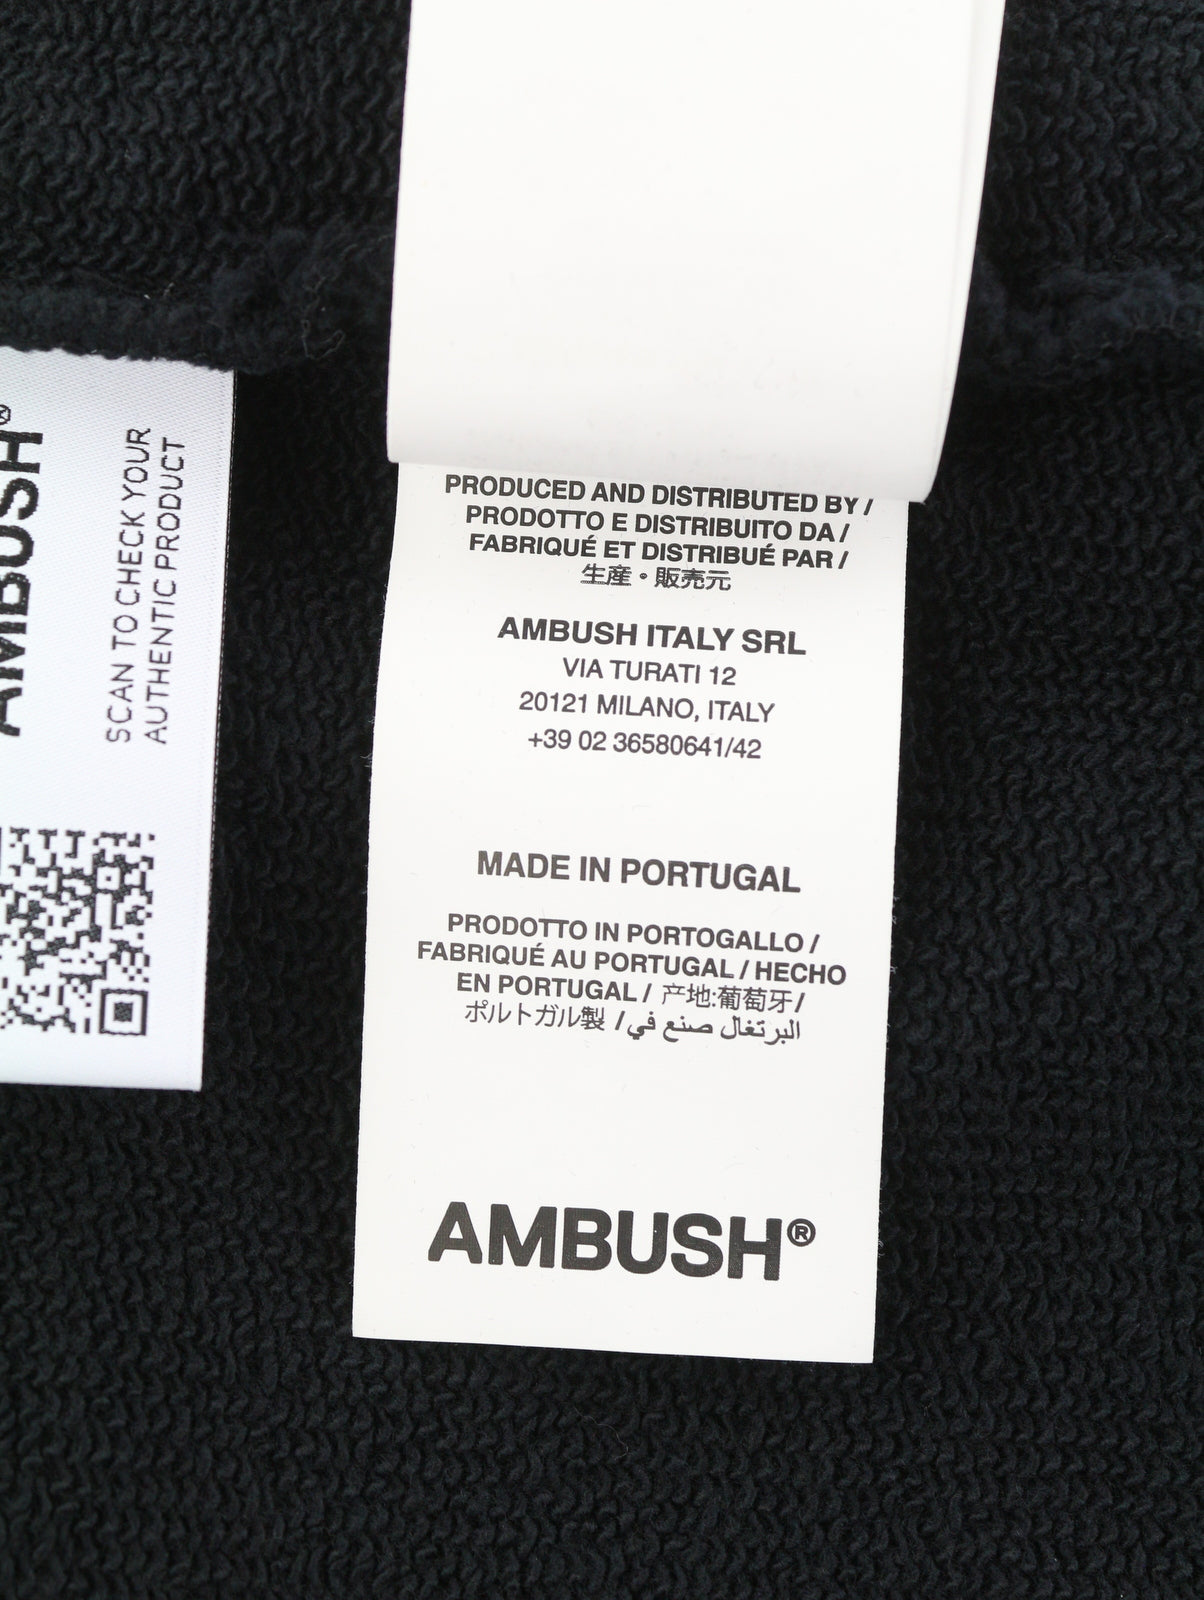 AMBUSH®
SCAN TO CHECK YOUR
AUTHENTIC PRODUCT
PRODUCED AND DISTRIBUTED BY /
PRODOTTO E DISTRIBUITO DA /
FABRIQUÉ ET DISTRIBUÉ PAR /
生産・販売元
AMBUSH ITALY SRL
VIA TURATI 12
20121 MILANO, ITALY
+39 02 36580641/42
MADE IN PORTUGAL
PRODOTTO IN PORTOGALLO /
FABRIQUÉ AU PORTUGAL / HECHO
EN PORTUGAL / 产地:葡萄牙/
ポルトガル製 / البرتغال صنع في
AMBUSH®